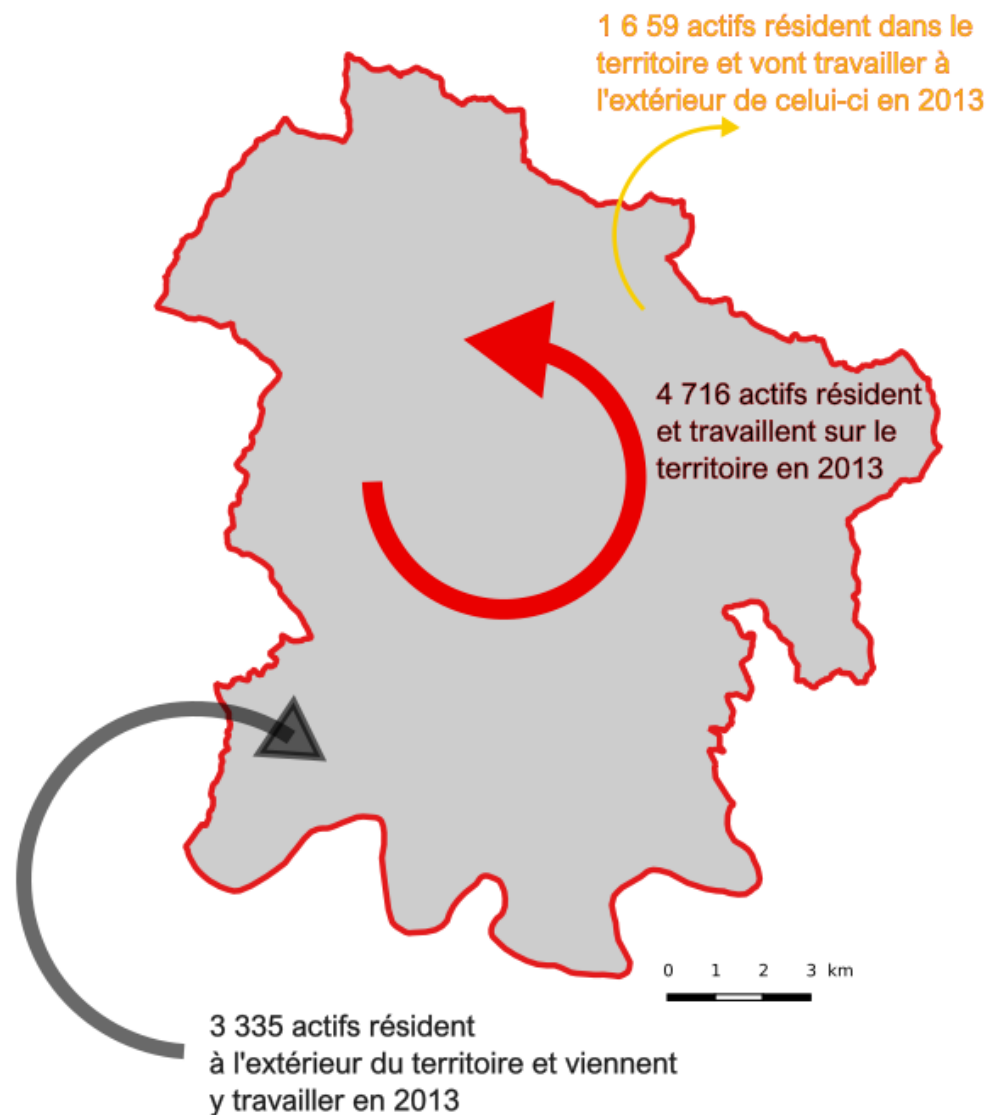 1 6 59 actifs résident dans le
territoire et vont travailler à
l'extérieur de celui-ci en 2013
4 716 actifs résident
et travaillent sur le
territoire en 2013
0 1 2 3 km
3 335 actifs résident
à l'extérieur du territoire et viennent
y travailler en 2013